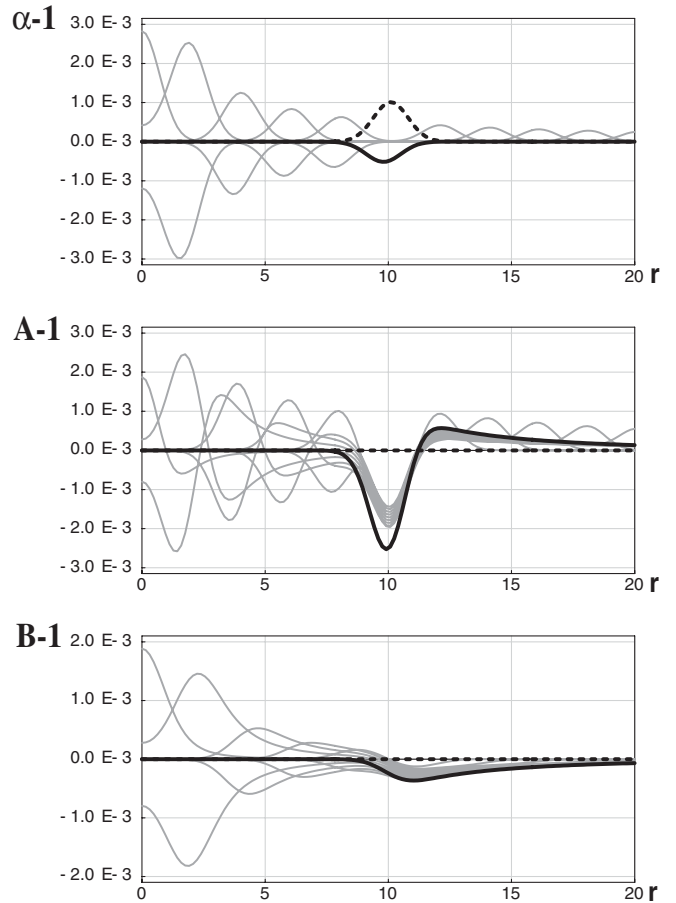 α-1
3.0 E- 3
2.0 E- 3
1.0 E- 3
0.0 E- 3
- 1.0 E- 3
- 2.0 E- 3
- 3.0 E- 3
0 5 10 15 20 r
A-1
3.0 E- 3
2.0 E- 3
1.0 E- 3
0.0 E- 3
- 1.0 E- 3
- 2.0 E- 3
- 3.0 E- 3
0 5 10 15 20 r
B-1
2.0 E- 3
1.0 E- 3
0.0 E- 3
- 1.0 E- 3
- 2.0 E- 3
0 5 10 15 20 r